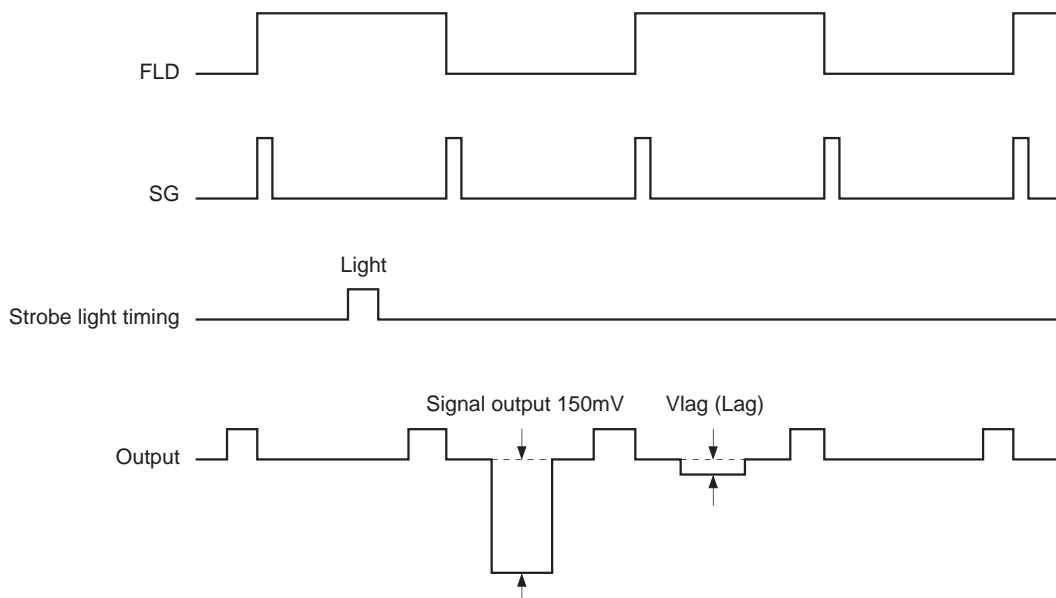 FLD
SG
Light
Strobe light timing
Signal output 150mV Vlag (Lag)
Output